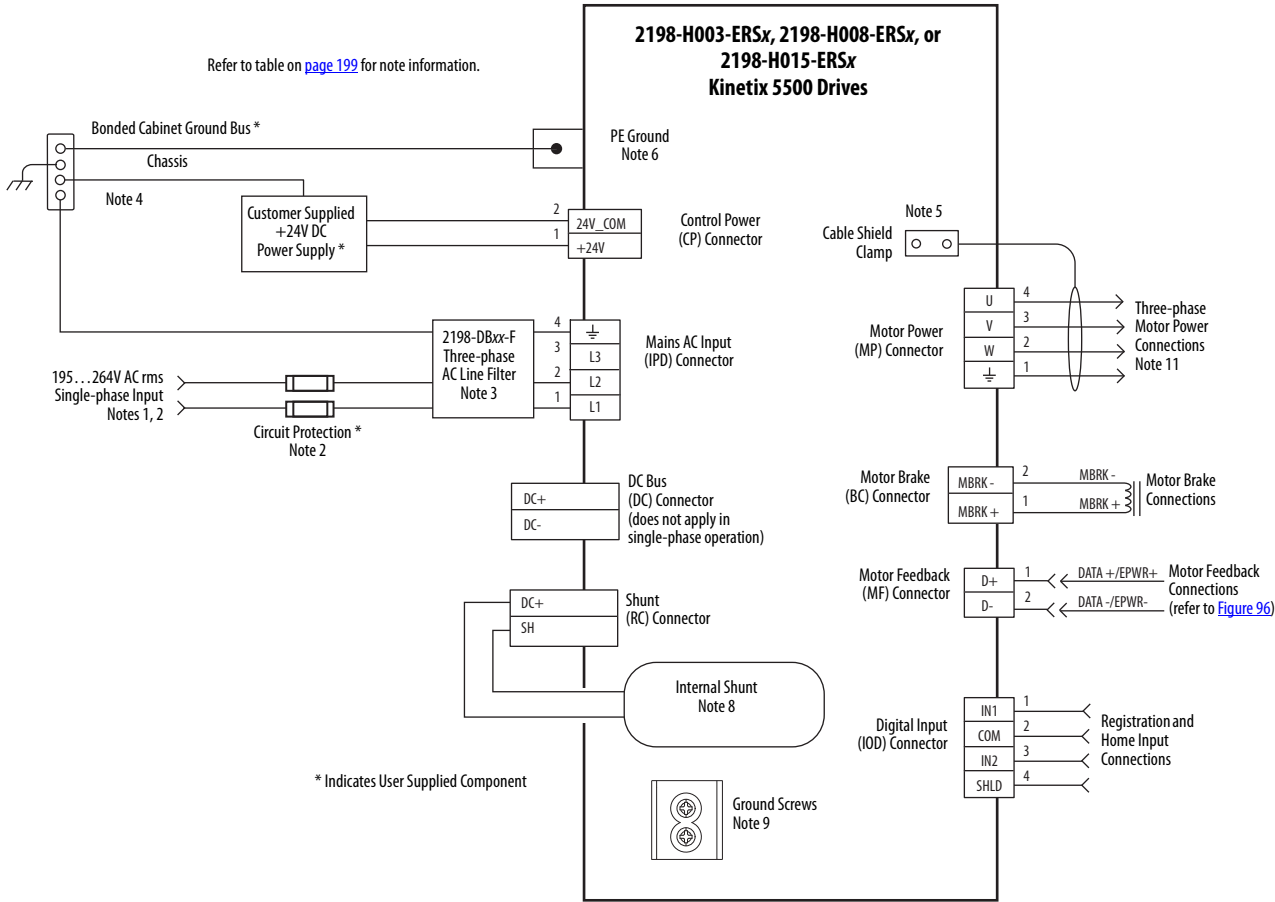 2198-H003-ERSx, 2198-H008-ERSx, or
2198-H015-ERSx
Kinetix 5500 Drives
Refer to table on page 199 for note information.
Bonded Cabinet Ground Bus *
Chassis
Note 4
PE Ground
Note 6
Customer Supplied
+24V DC
Power Supply *
2
1
24V_COM
+24V
Control Power
(CP) Connector
Note 5
Cable Shield
Clamp
2198-DBxx-F
Three-phase
AC Line Filter
Note 3
4
3
2
1
L3
L2
L1
Mains AC Input
(IPD) Connector
195…264V AC rms
Single-phase Input
Notes 1, 2
Circuit Protection *
Note 2
Motor Power
(MP) Connector
U
V
W
4
3
2
1
Three-phase
Motor Power
Connections
Note 11
DC+
DC-
DC Bus
(DC) Connector
(does not apply in
single-phase operation)
Motor Brake
(BC) Connector
MBRK -
MBRK +
2
1
MBRK -
MBRK +
Motor Brake
Connections
DC+
SH
Shunt
(RC) Connector
Motor Feedback
(MF) Connector
D+
D-
1
2
DATA +/EPWR+
DATA -/EPWR-
Motor Feedback
Connections
(refer to Figure 96)
Internal Shunt
Note 8
Digital Input
(IOD) Connector
IN1
COM
IN2
SHLD
1
2
3
4
Registration and
Home Input
Connections
* Indicates User Supplied Component
Ground Screws
Note 9